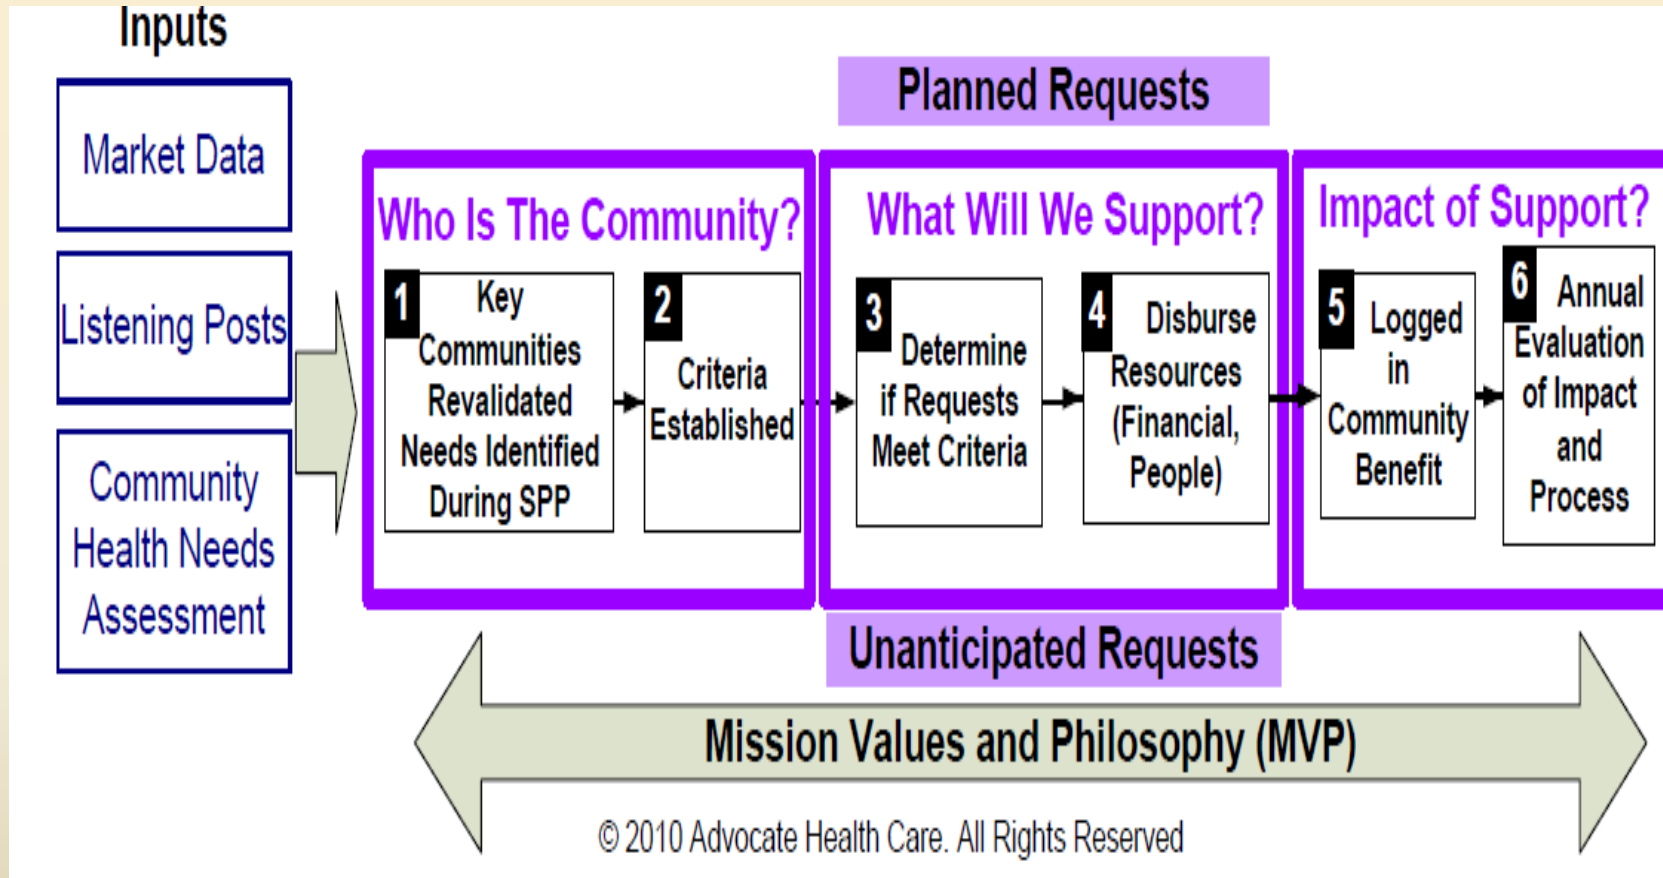 Inputs
Market Data
Listening Posts
Community
Health Needs
Assessment
Planned Requests
Who Is The Community?
1
Key
Communities
Revalidated
Needs Identified
During SPP
2
Criteria
Established
What Will We Support?
3
Determine
if Requests
Meet Criteria
4
Disburse
Resources
(Financial,
People)
Impact of Support?
5
Logged
in
Community
Benefit
6
Annual
Evaluation
of Impact
and
Process
Unanticipated Requests
Mission Values and Philosophy (MVP)
© 2010 Advocate Health Care. All Rights Reserved